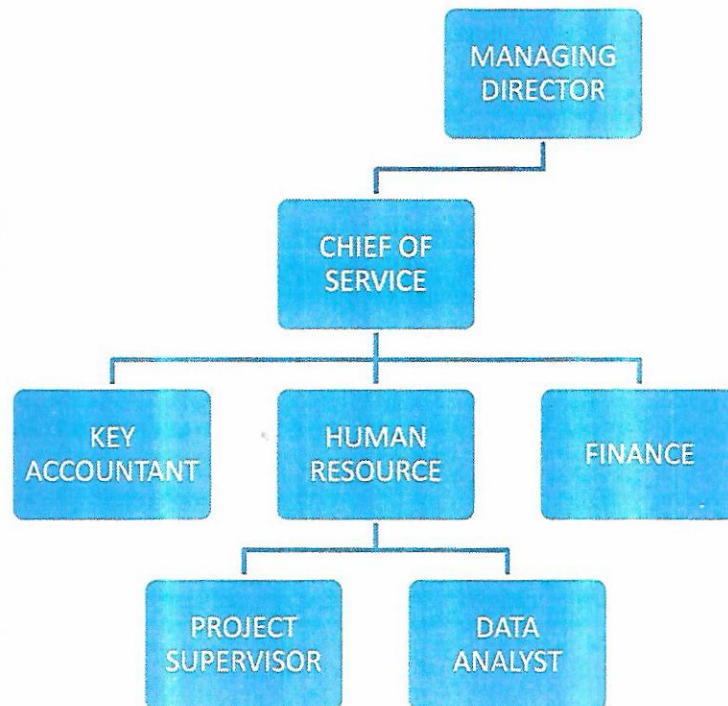 MANAGING
DIRECTOR
CHIEF OF
SERVICE
KEY
ACCOUNTANT
HUMAN
RESOURCE
FINANCE
PROJECT
SUPERVISOR
DATA
ANALYST